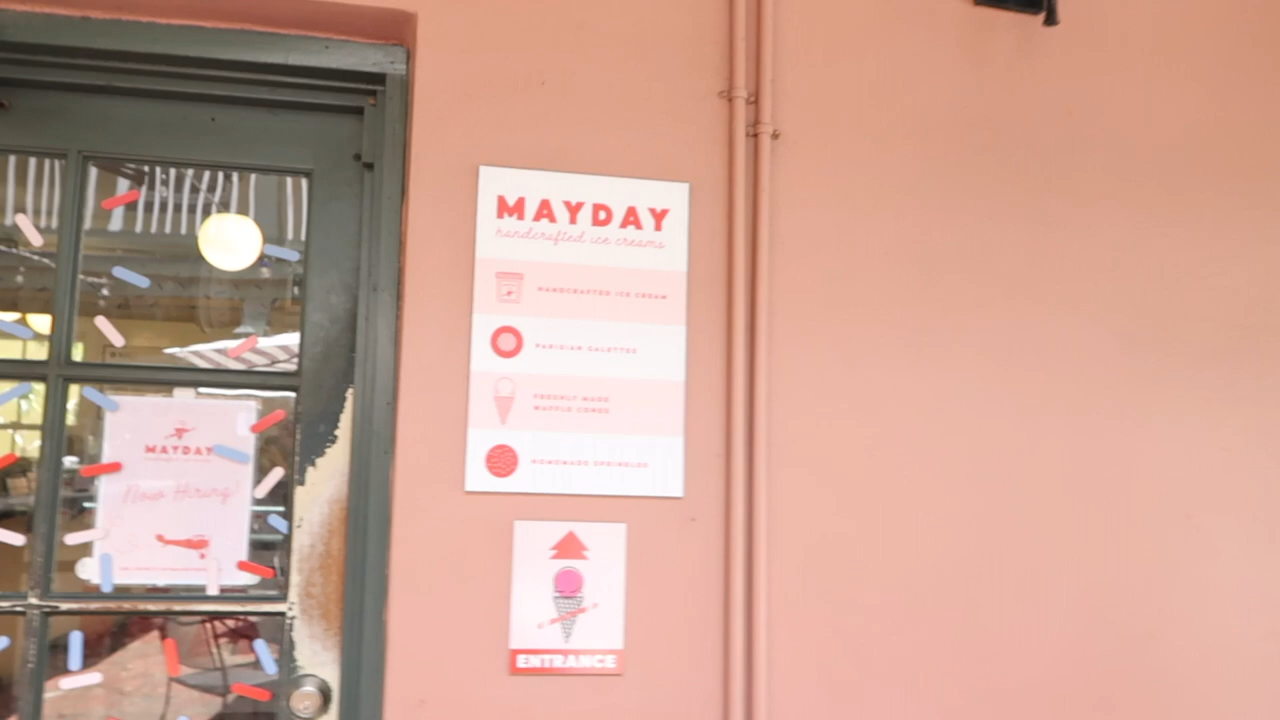 MAYDAY
handcrafted ice creams
HANDCRAFTED ICE CREAM
PARISIAN GALETTES
FRESHLY MADE
WAFFLE CONES
HOMEMADE SPRINKLES
ENTRANCE
MAYDAY
Now Hiring!